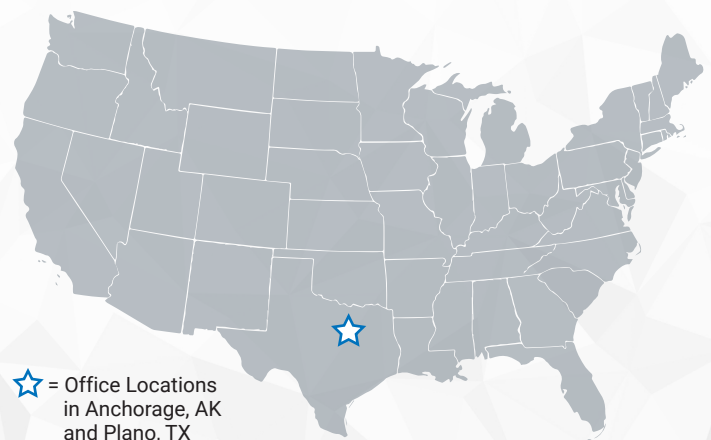 = Office Locations
in Anchorage, AK
and Plano, TX